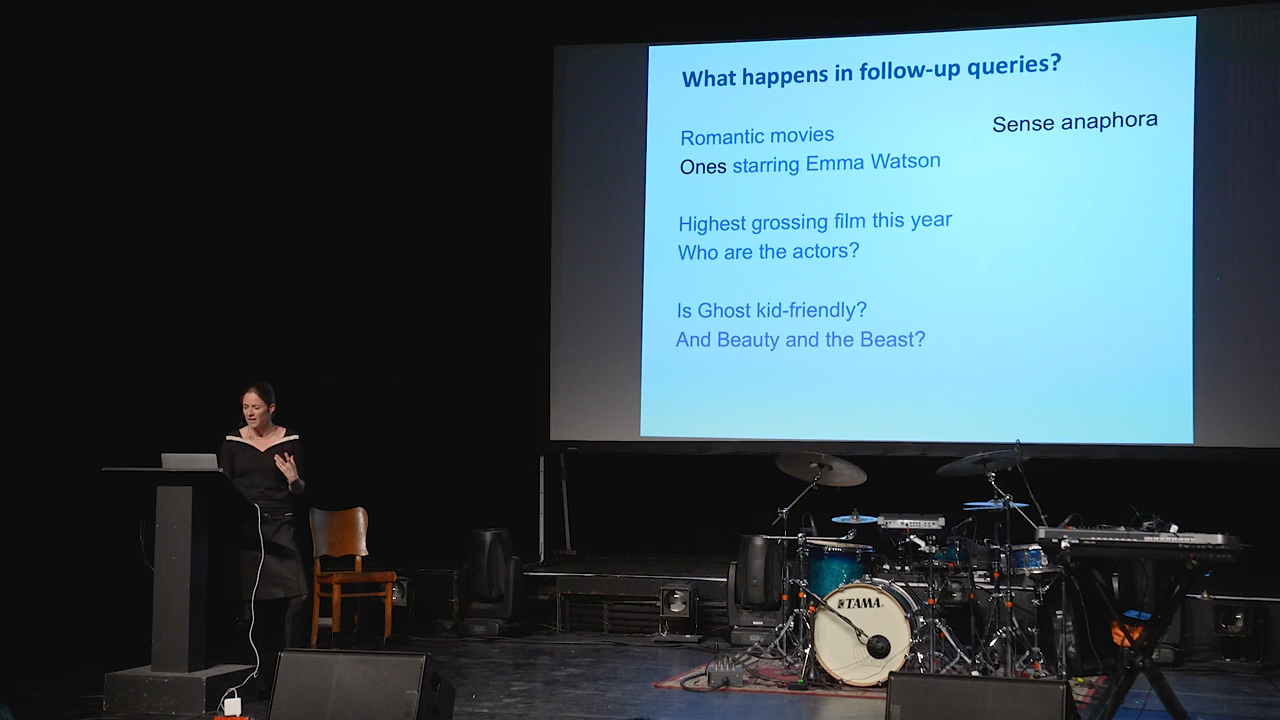 What happens in follow-up queries?
Romantic movies
Sense anaphora
Ones starring Emma Watson
Highest grossing film this year
Who are the actors?
Is Ghost kid-friendly?
And Beauty and the Beast?
TAMA